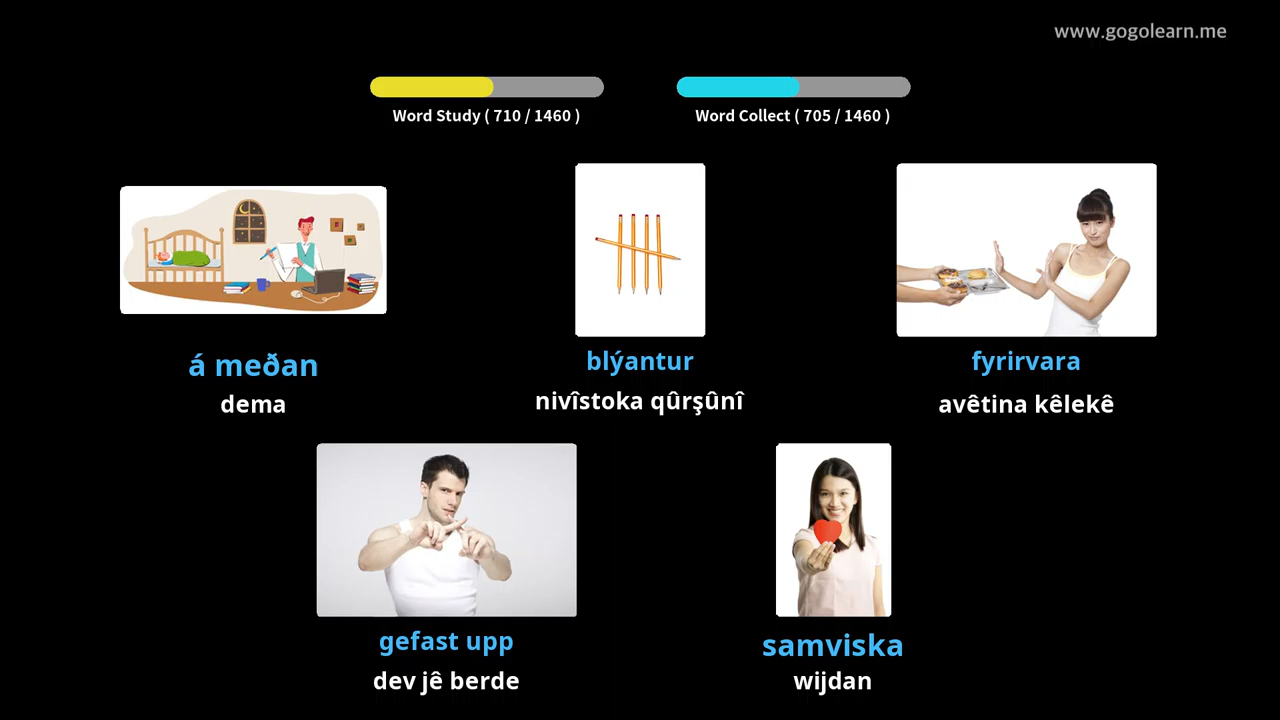 www.gogolearn.me
Word Study ( 710 / 1460 )
Word Collect ( 705 / 1460 )
á meðan
dema
blýantur
nivîstoka qûrşûnî
fyrirvara
avêtina kêlekê
gefast upp
dev jê berde
samviska
wijdan